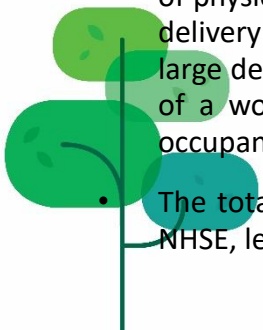 of physic
delivery
large de
of a wo
occupan
The tota
NHSE, le